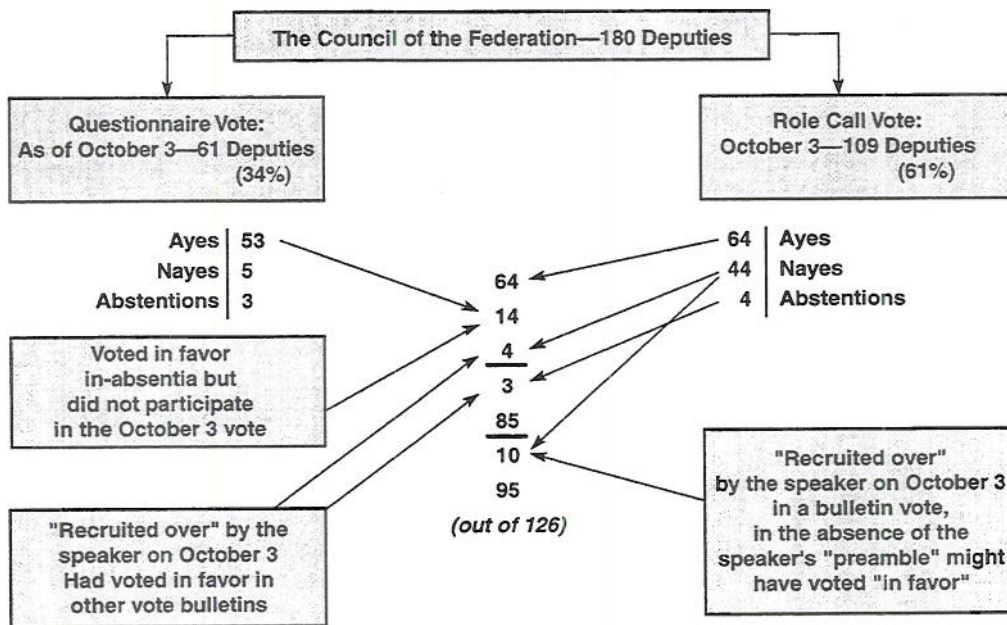 The Council of the Federation—180 Deputies
Questionnaire Vote:
As of October 3—61 Deputies
(34%)
Role Call Vote:
October 3—109 Deputies
(61%)
Ayes 53
Nayes 5
Abstentions 3
64 Ayes
44 Nayes
4 Abstentions
64
14
4
3
85
10
95
(out of 126)
Voted in favor
in-absentia but
did not participate
in the October 3 vote
"Recruited over" by the
speaker on October 3
Had voted in favor in
other vote bulletins
"Recruited over"
by the speaker on October 3
in a bulletin vote,
in the absence of the
speaker's "preamble" might
have voted "in favor"